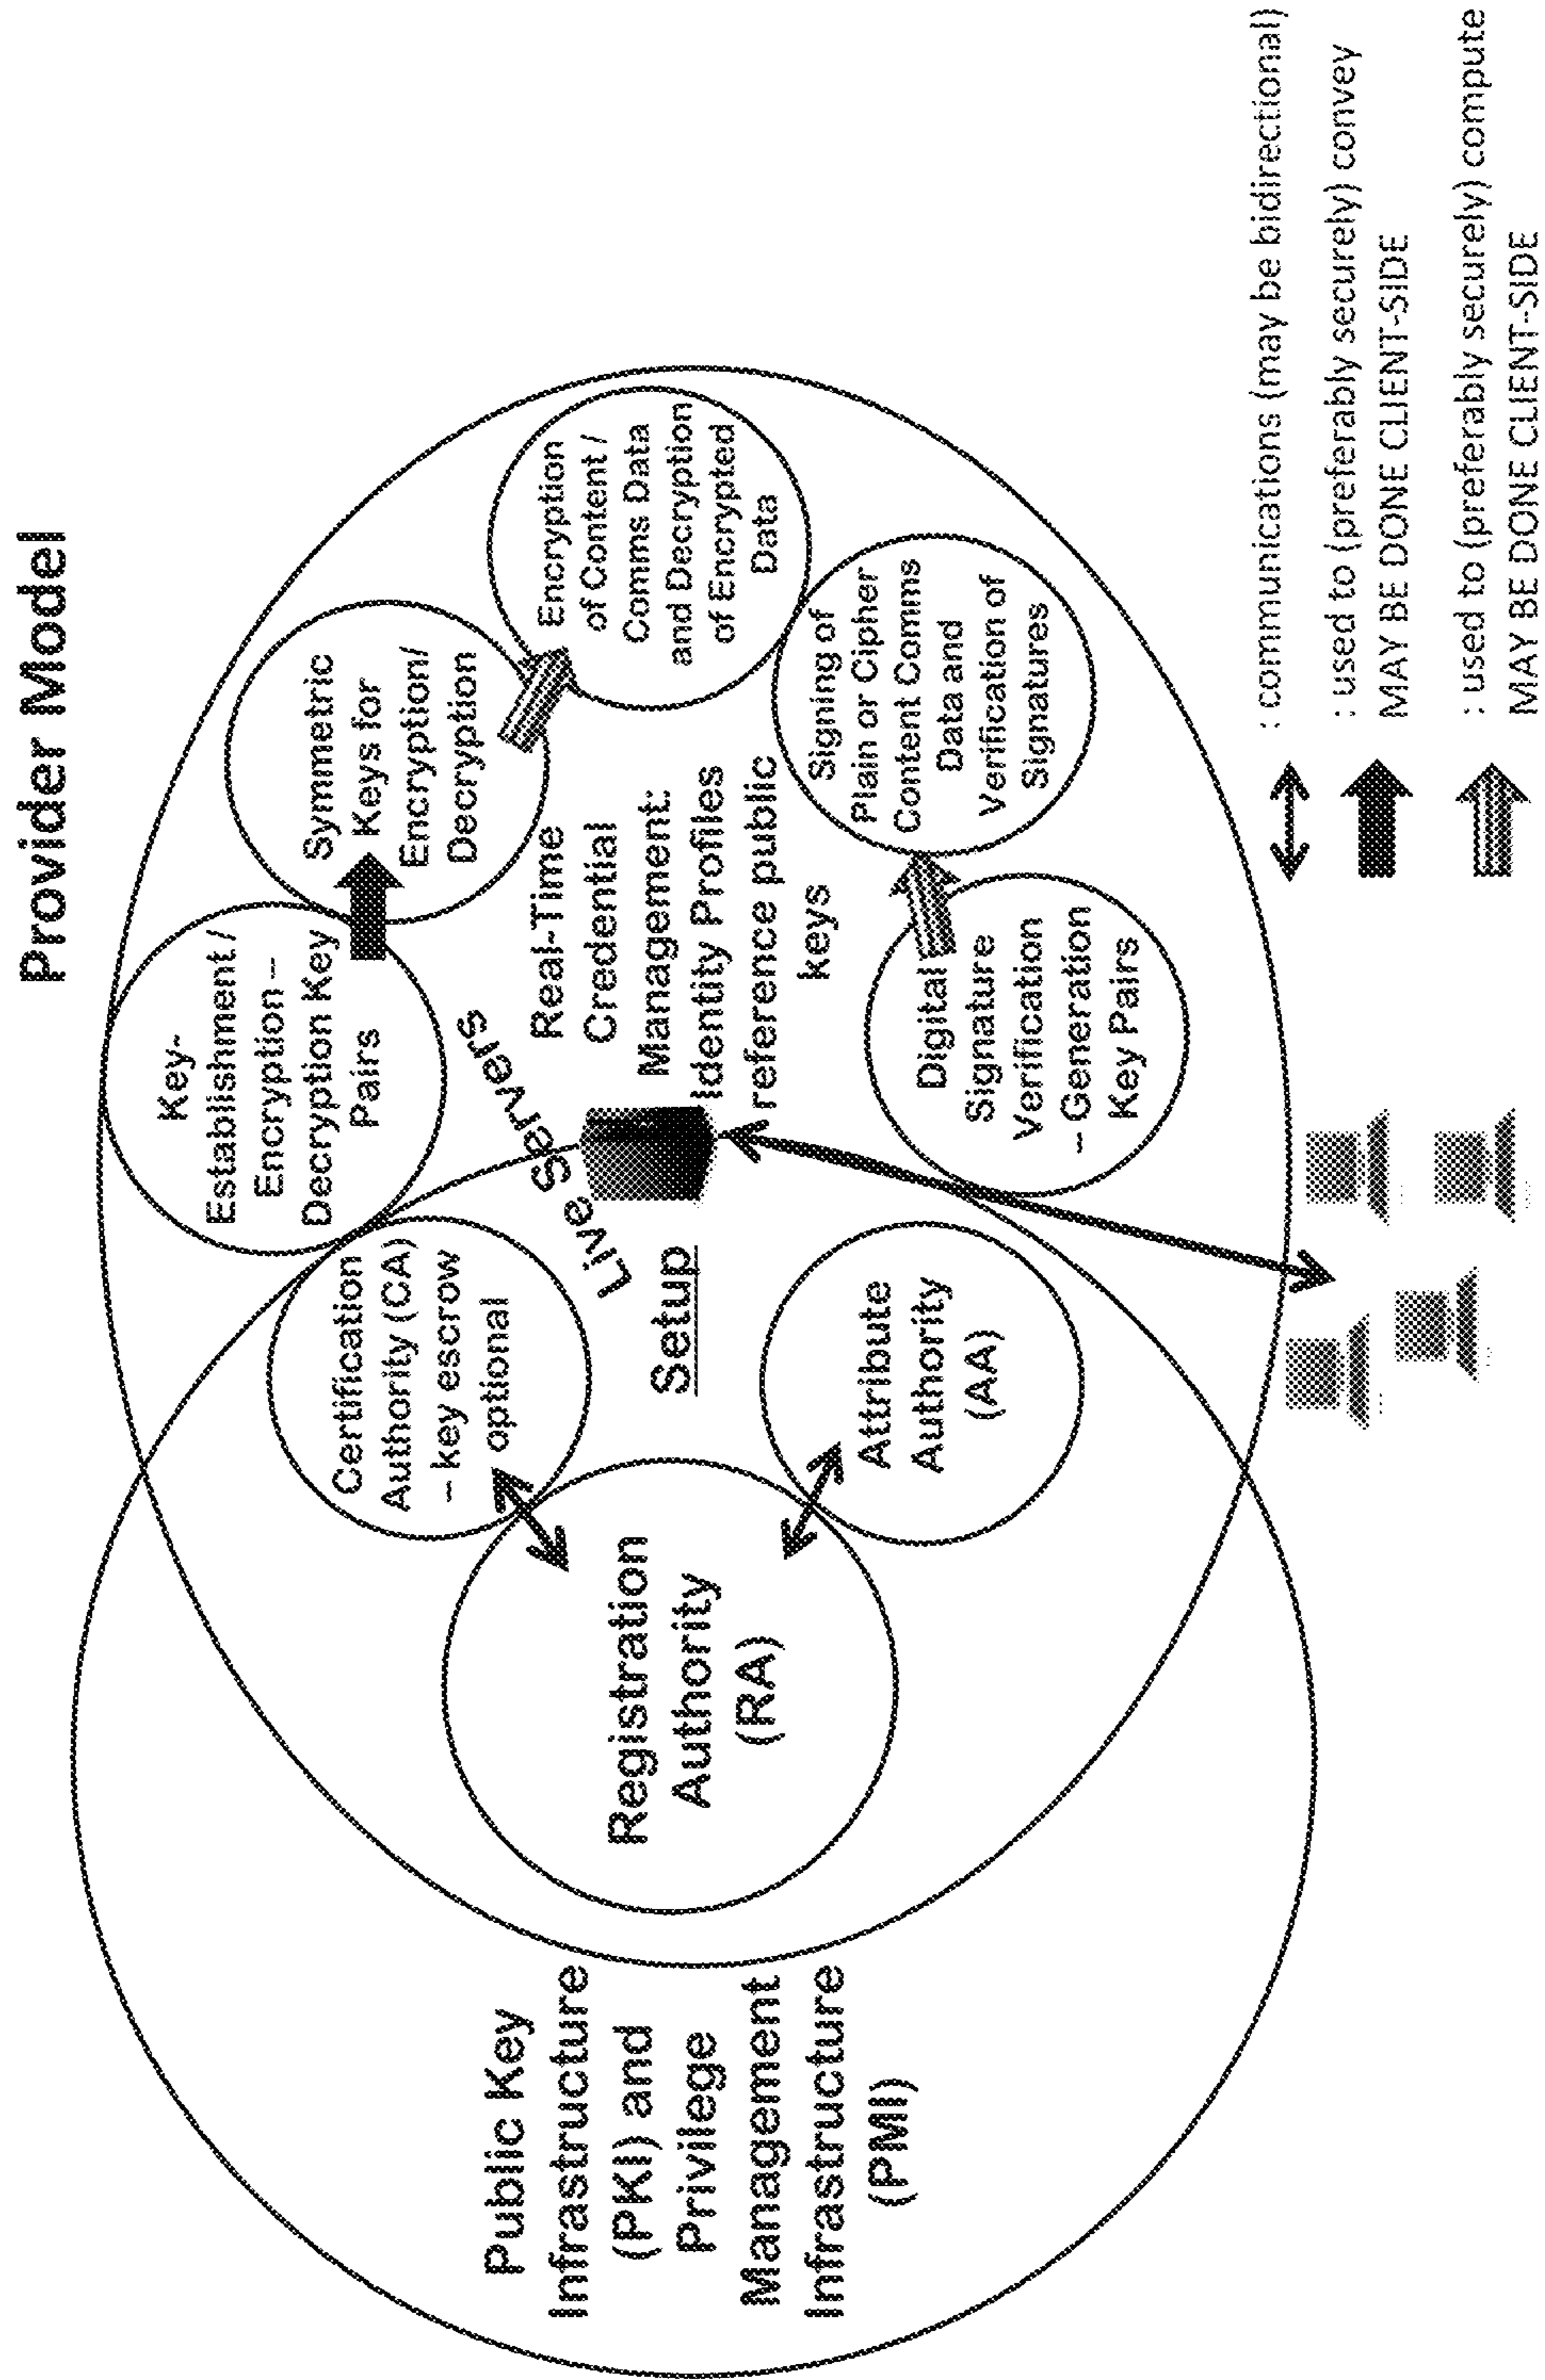 Provider Model
Public Key
Infrastructure
(PKI) and
Privilege
Management
Infrastructure
(PMI)
Registration
Authority
(RA)
Certification
Authority (CA)
– key escrow
optional
Setup
Attribute
Authority
(AA)
Live Servers
Key-
Establishment /
Encryption –
Decryption Key
Pairs
Symmetric
Keys for
Encryption/
Decryption
Encryption
of Content /
Comms Data
and Decryption
of Encrypted
Data
Real-Time
Credential
Management:
Identity Profiles
reference public
keys
Digital
Signature
Verification
– Generation
Key Pairs
Signing of
Plain or Cipher
Content Comms
Data and
Verification of
Signatures
: communications (may be bidirectional)
: used to (preferably securely) convey
MAY BE DONE CLIENT-SIDE
: used to (preferably securely) compute
MAY BE DONE CLIENT-SIDE